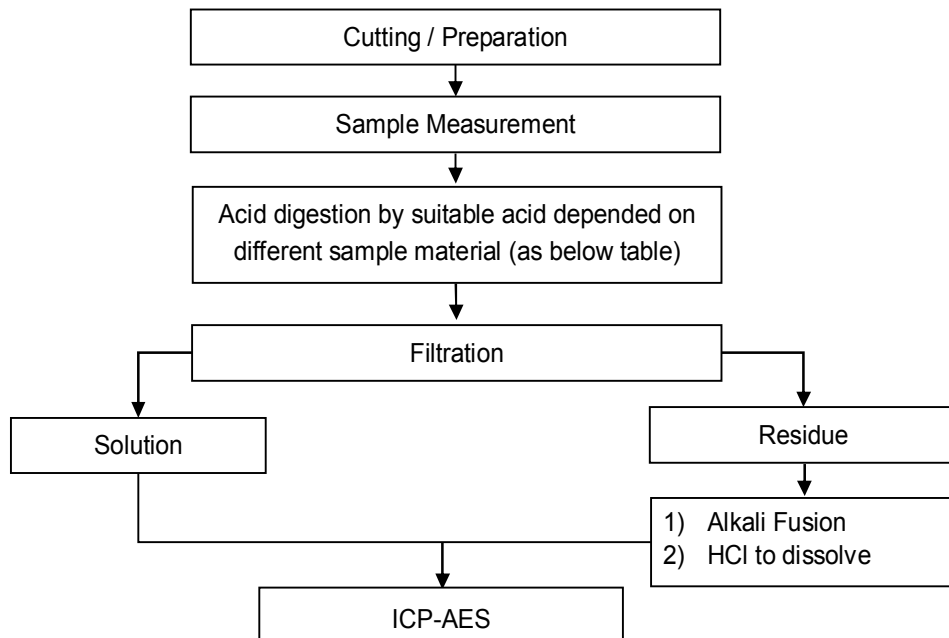 Cutting / Preparation
Sample Measurement
Acid digestion by suitable acid depended on
different sample material (as below table)
Filtration
Solution
Residue
1) Alkali Fusion
2) HCl to dissolve
ICP-AES